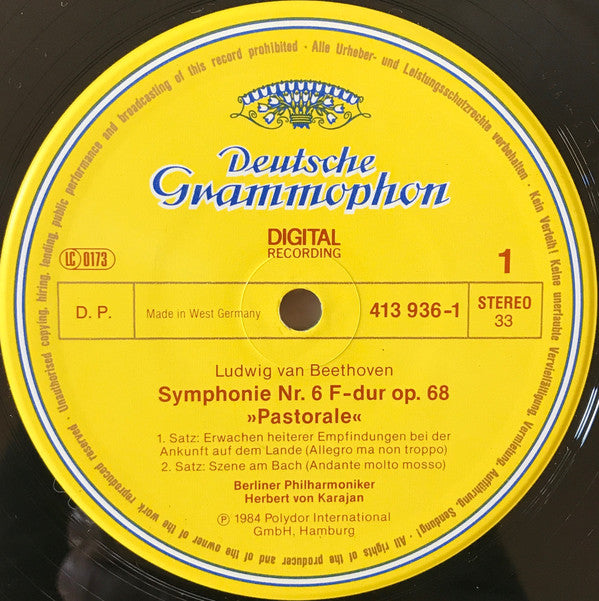 Unauthorised copying, hiring, lending, public performance and broadcasting of this record prohibited · Alle Urheber- und Leistungsschutzrechte vorbehalten · Kein Verleih! Keine unerlaubte Vervielfältigung, Vermietung, Aufführung, Sendung! · All rights of the producer and of the owner of the work reproduced reserved ·
Deutsche
Grammophon
DIGITAL
RECORDING
LC 0173
1
D. P.
Made in West Germany
413 936-1
STEREO
33
Ludwig van Beethoven
Symphonie Nr. 6 F-dur op. 68
»Pastorale«
1. Satz: Erwachen heiterer Empfindungen bei der
Ankunft auf dem Lande (Allegro ma non troppo)
2. Satz: Szene am Bach (Andante molto mosso)
Berliner Philharmoniker
Herbert von Karajan
℗ 1984 Polydor International
GmbH, Hamburg